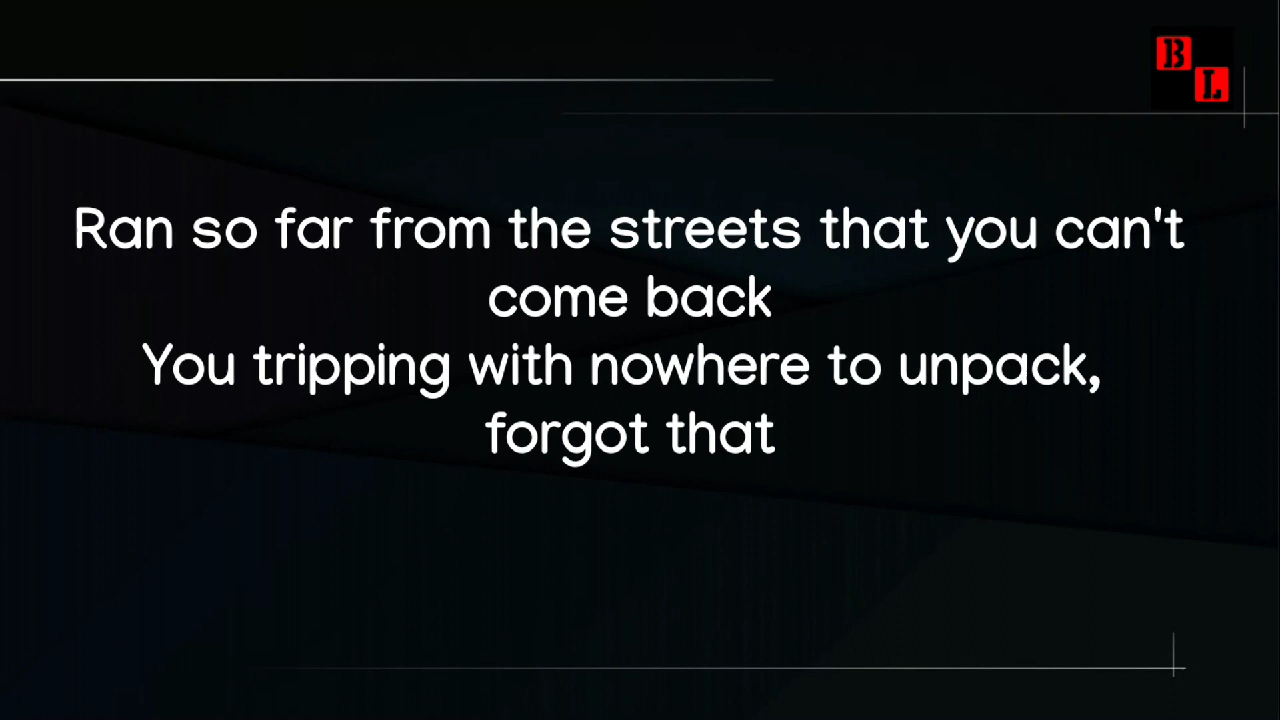 B
L
Ran so far from the streets that you can't
come back
You tripping with nowhere to unpack,
forgot that